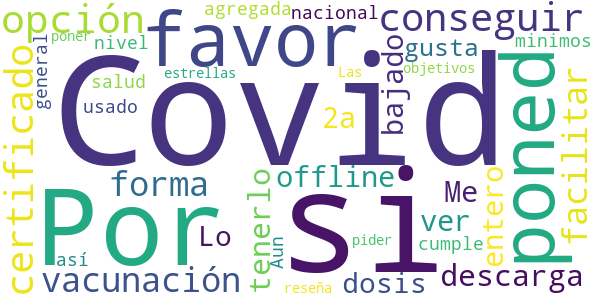 opción
favor
agregada
nacional
conseguir
poner
nivel
general
salud
usado
estrellas
Covid
Las
2a
bajado
gusta
mínimos
objetivos
poned
facilitar
certificado
Por
forma
si
offline
tenerlo
Aun
Lo
Me
ver
entero
cumple
así
vacunación
reseña
pider
dosis
descarga